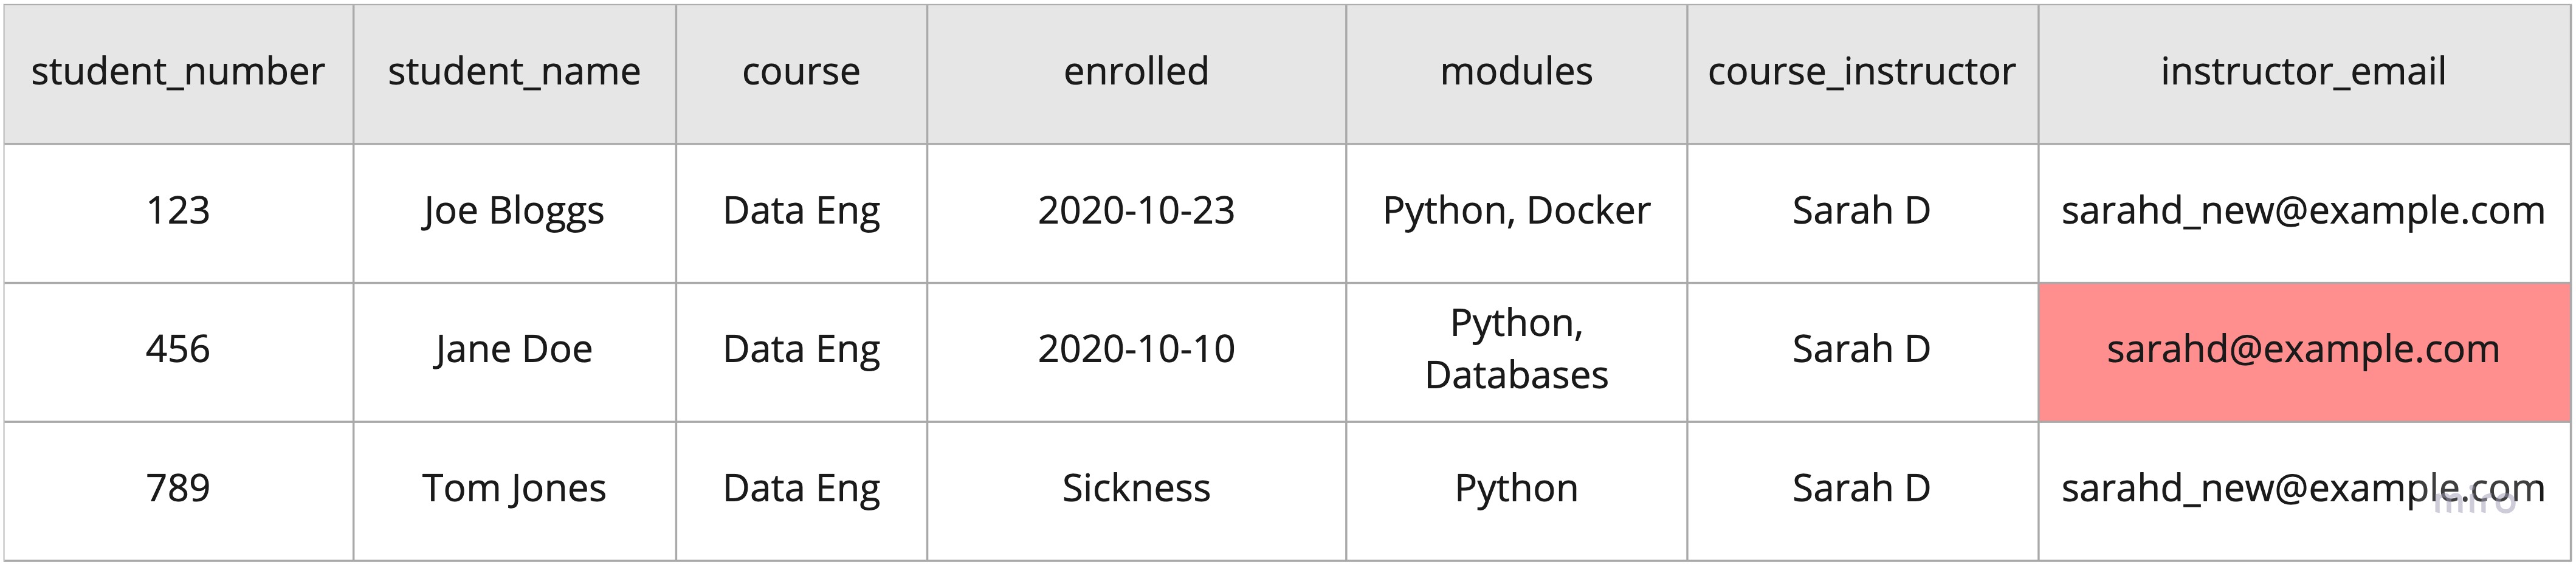 student_number student_name course enrolled modules course_instructor instructor_email
123 Joe Bloggs Data Eng 2020-10-23 Python, Docker Sarah D sarahd_new@example.com
456 Jane Doe Data Eng 2020-10-10 Python, Databases Sarah D sarahd@example.com
789 Tom Jones Data Eng Sickness Python Sarah D sarahd_new@example.com
miro